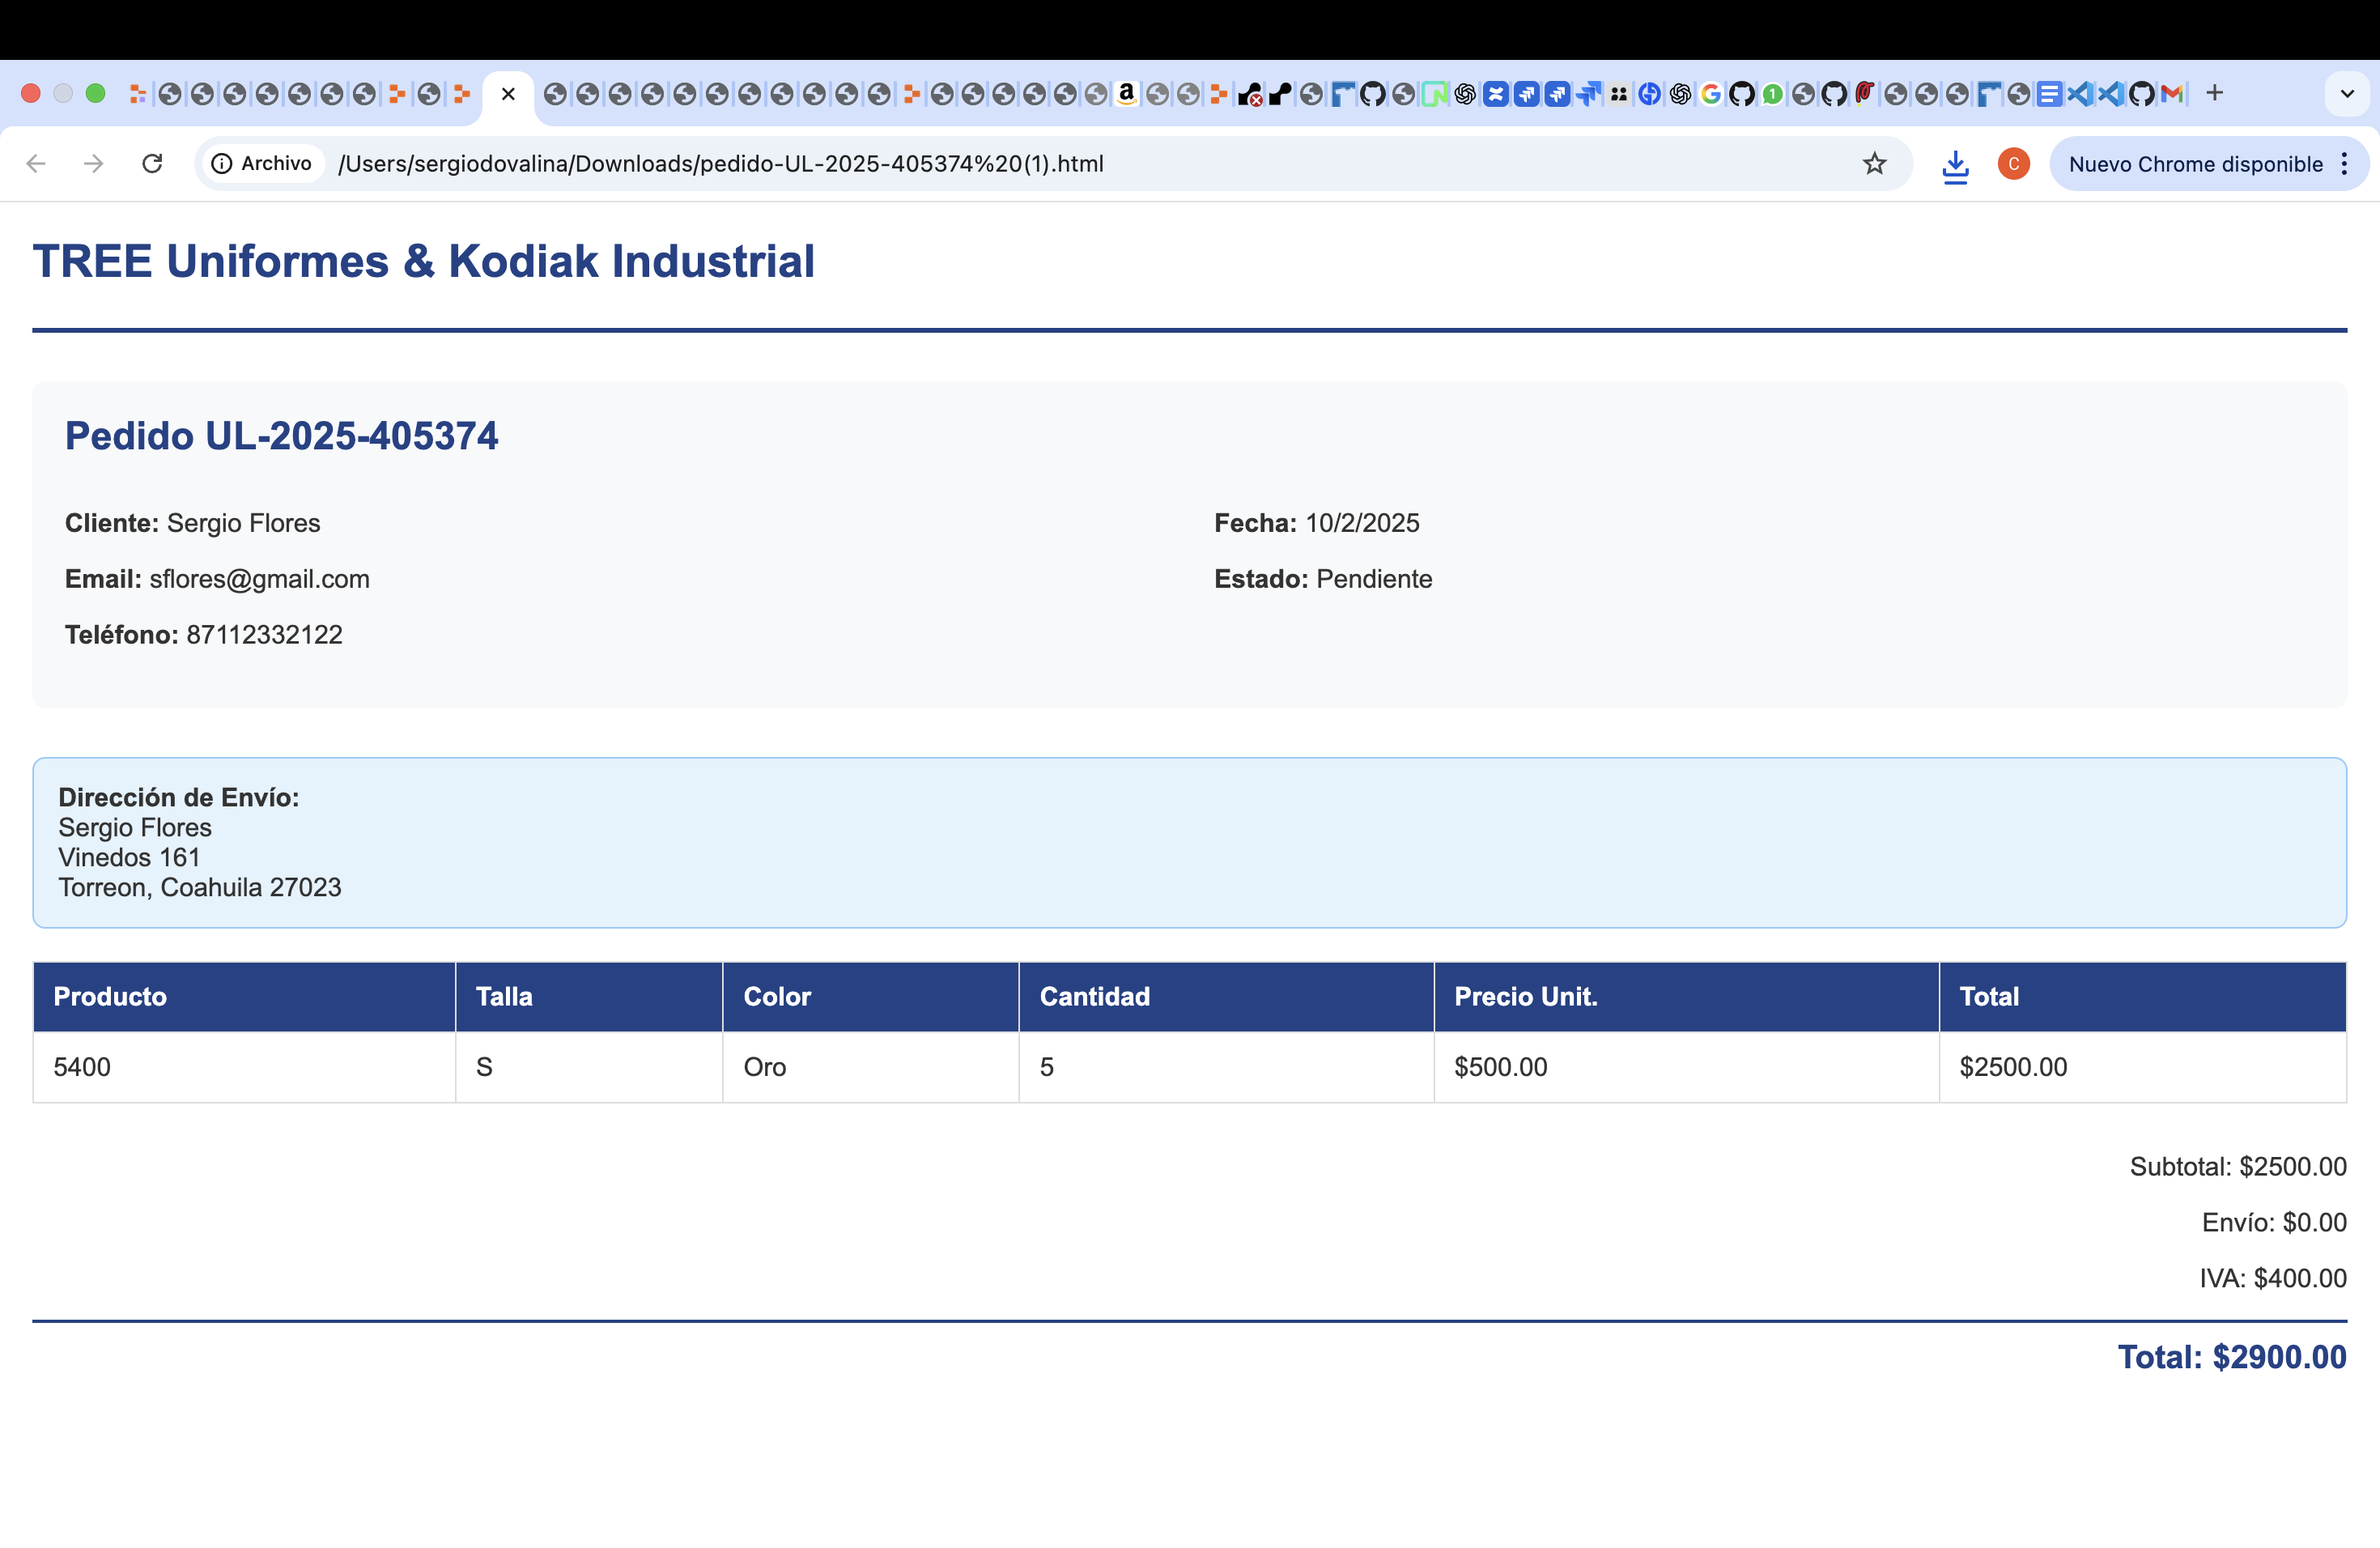 Archivo /Users/sergiodovalina/Downloads/pedido-UL-2025-405374%20(1).html Nuevo Chrome disponible
TREE Uniformes & Kodiak Industrial
Pedido UL-2025-405374
Cliente: Sergio Flores
Fecha: 10/2/2025
Email: sflores@gmail.com
Estado: Pendiente
Teléfono: 87112332122
Dirección de Envío:
Sergio Flores
Vinedos 161
Torreon, Coahuila 27023
Producto Talla Color Cantidad Precio Unit. Total
5400 S Oro 5 $500.00 $2500.00
Subtotal: $2500.00
Envío: $0.00
IVA: $400.00
Total: $2900.00